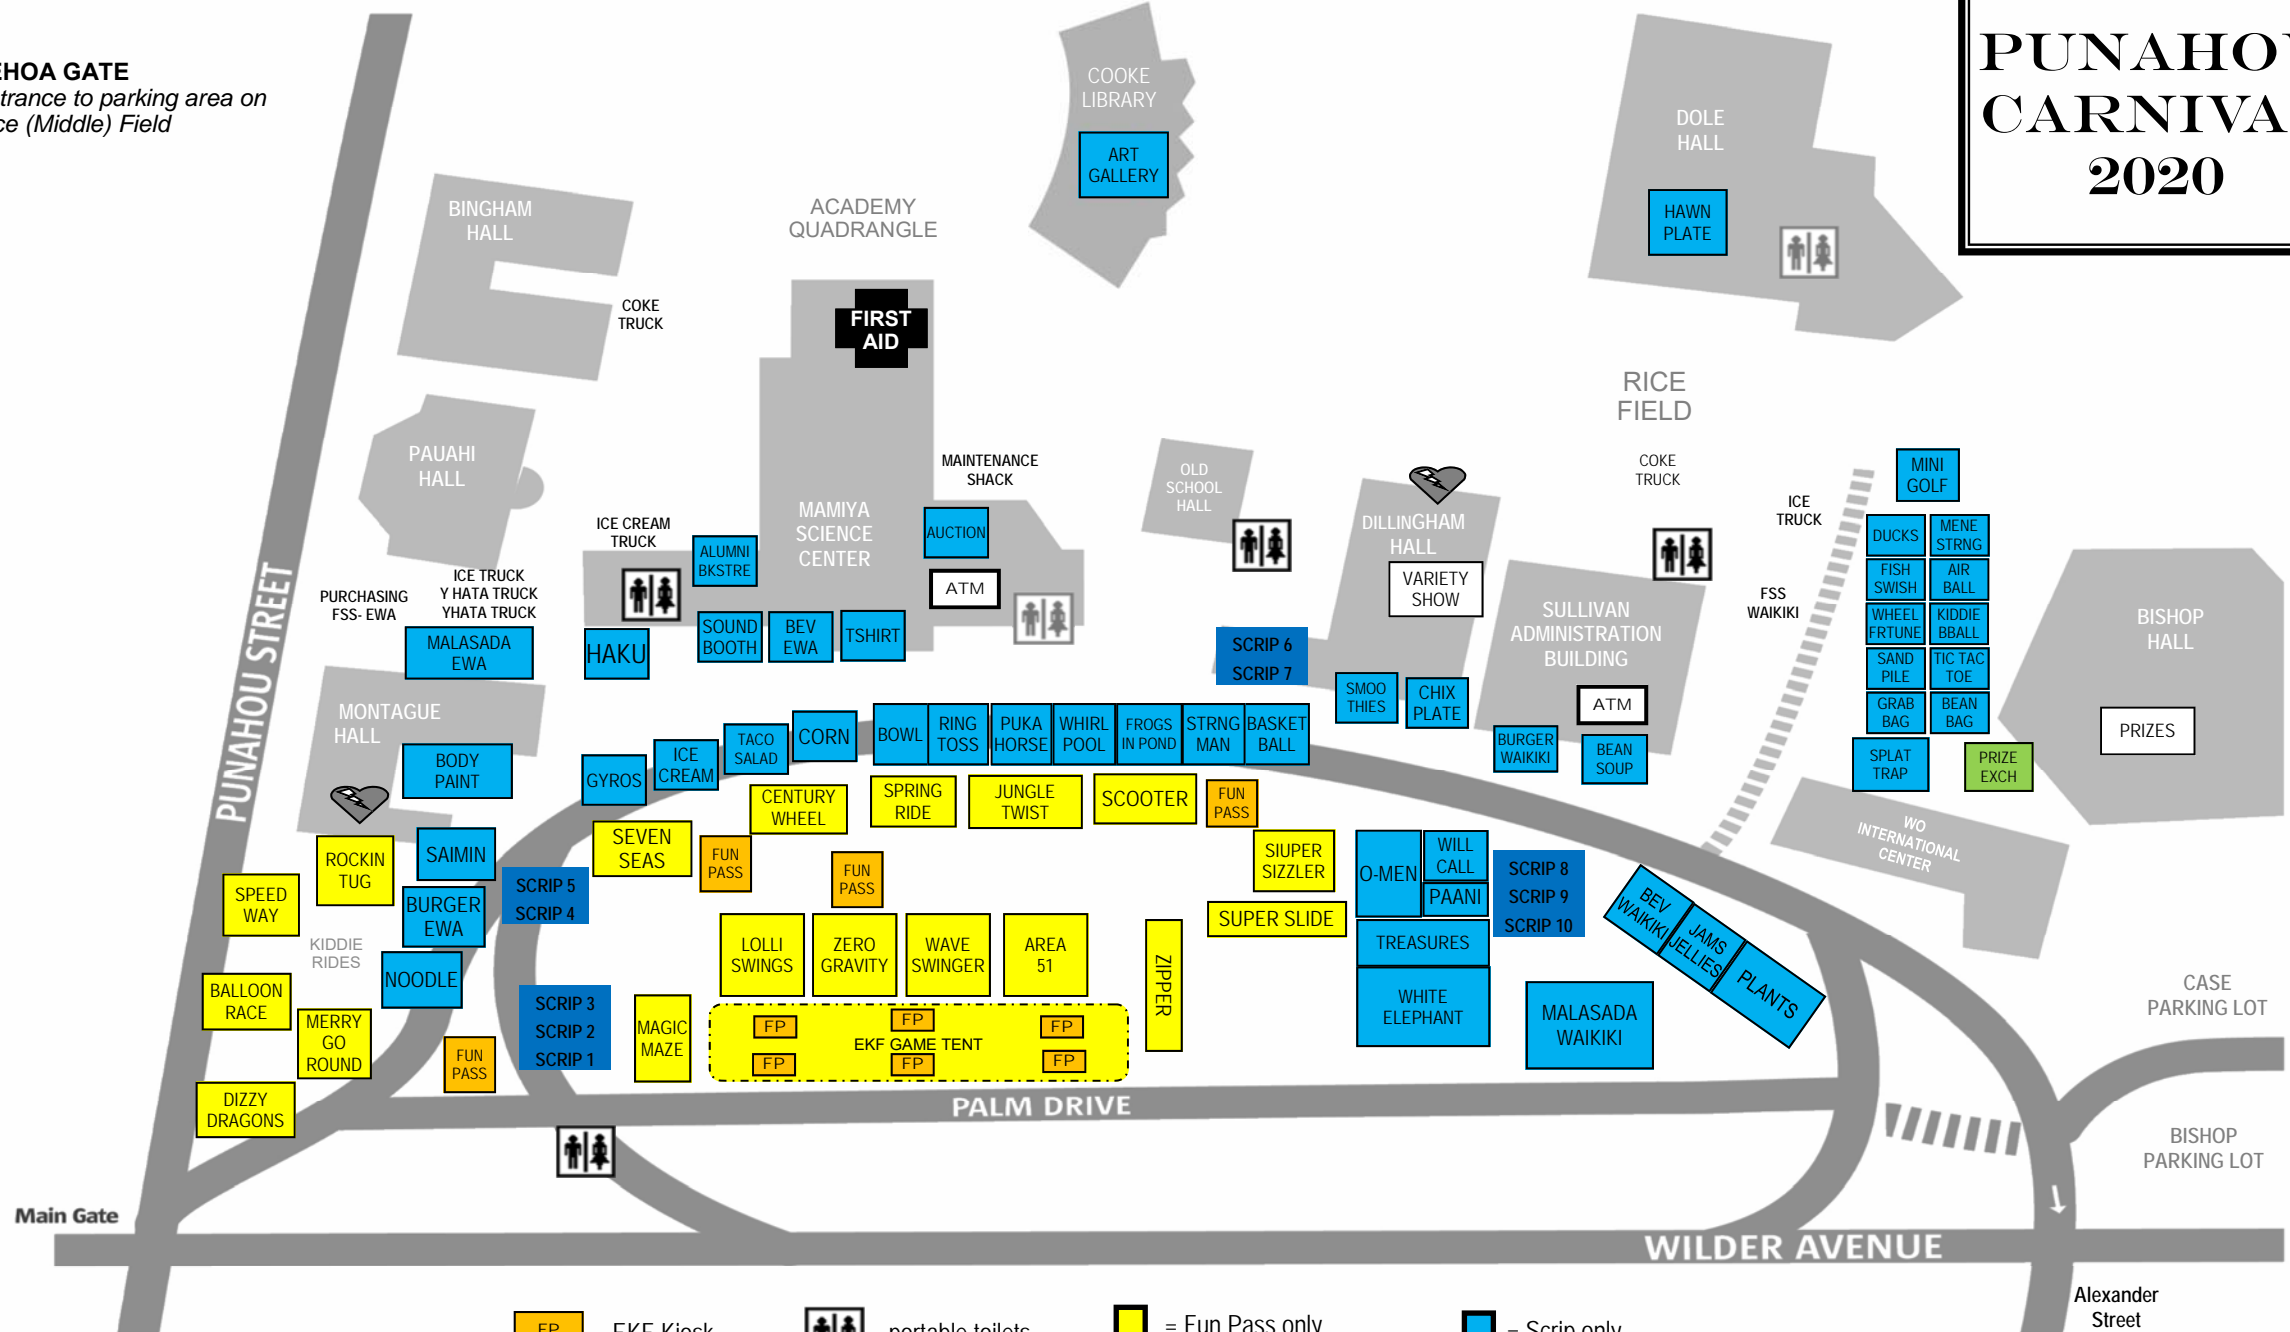 EHOA GATE
trance to parking area on
ce (Middle) Field
PUNAHO
CARNIVA
2020
COOKE
LIBRARY
ART
GALLERY
DOLE
HALL
HAWN
PLATE
BINGHAM
HALL
ACADEMY
QUADRANGLE
COKE
TRUCK
FIRST
AID
RICE
FIELD
PAUAHI
HALL
MAINTENANCE
SHACK
OLD
SCHOOL
HALL
COKE
TRUCK
MINI
GOLF
ICE CREAM
TRUCK
ALUMNI
BKSTRE
MAMIYA
SCIENCE
CENTER
AUCTION
ATM
DILLINGHAM
HALL
VARIETY
SHOW
ICE
TRUCK
DUCKS
MENE
STRNG
FISH
SWISH
AIR
BALL
WHEEL
FRTUNE
KIDDIE
BBALL
SAND
PILE
TIC TAC
TOE
GRAB
BAG
BEAN
BAG
SPLAT
TRAP
PRIZE
EXCH
BISHOP
HALL
PRIZES
FSS
WAIKIKI
SULLIVAN
ADMINISTRATION
BUILDING
ATM
PURCHASING
FSS- EWA
ICE TRUCK
Y HATA TRUCK
YHATA TRUCK
MALASADA
EWA
HAKU
SOUND
BOOTH
BEV
EWA
TSHIRT
SCRIP 6
SCRIP 7
SMOO
THIES
CHIX
PLATE
BURGER
WAIKIKI
BEAN
SOUP
PUNAHOU STREET
MONTAGUE
HALL
BODY
PAINT
GYROS
ICE
CREAM
TACO
SALAD
CORN
BOWL
RING
TOSS
PUKA
HORSE
WHIRL
POOL
FROGS
IN POND
STRNG
MAN
BASKET
BALL
CENTURY
WHEEL
SPRING
RIDE
JUNGLE
TWIST
SCOOTER
FUN
PASS
WO
INTERNATIONAL
CENTER
ROCKIN
TUG
SAIMIN
SEVEN
SEAS
FUN
PASS
FUN
PASS
SIUPER
SIZZLER
O-MEN
WILL
CALL
PAANI
SCRIP 8
SCRIP 9
SCRIP 10
SPEED
WAY
BURGER
EWA
SCRIP 5
SCRIP 4
SUPER SLIDE
TREASURES
BEV
WAIKIKI
JAMS
JELLIES
PLANTS
KIDDIE
RIDES
NOODLE
LOLLI
SWINGS
ZERO
GRAVITY
WAVE
SWINGER
AREA
51
ZIPPER
WHITE
ELEPHANT
MALASADA
WAIKIKI
CASE
PARKING LOT
BALLOON
RACE
MERRY
GO
ROUND
SCRIP 3
SCRIP 2
SCRIP 1
MAGIC
MAZE
FP
FP
FP
EKF GAME TENT
FP
FP
FP
FUN
PASS
DIZZY
DRAGONS
PALM DRIVE
BISHOP
PARKING LOT
Main Gate
WILDER AVENUE
Alexander
Street
FP
EKF Kiosk
portable toilets
= Fun Pass only
= Scrip only